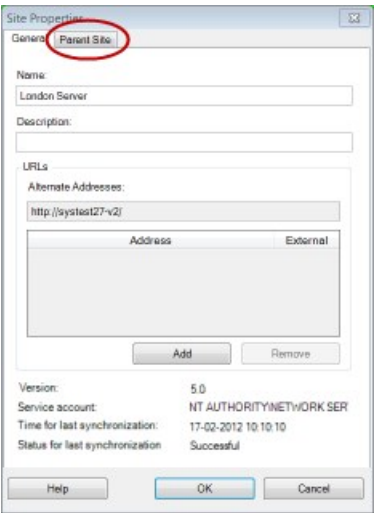 Site Properties
General Parent Site
Name:
London Server
Description:
URLs
Alternate Addresses:
http://systest27-v2/
Address External
Add Remove
Version: 5.0
Service account: NT AUTHORITY\NETWORK SER
Time for last synchronization: 17-02-2012 10:10:10
Status for last synchronization Successful
Help OK Cancel